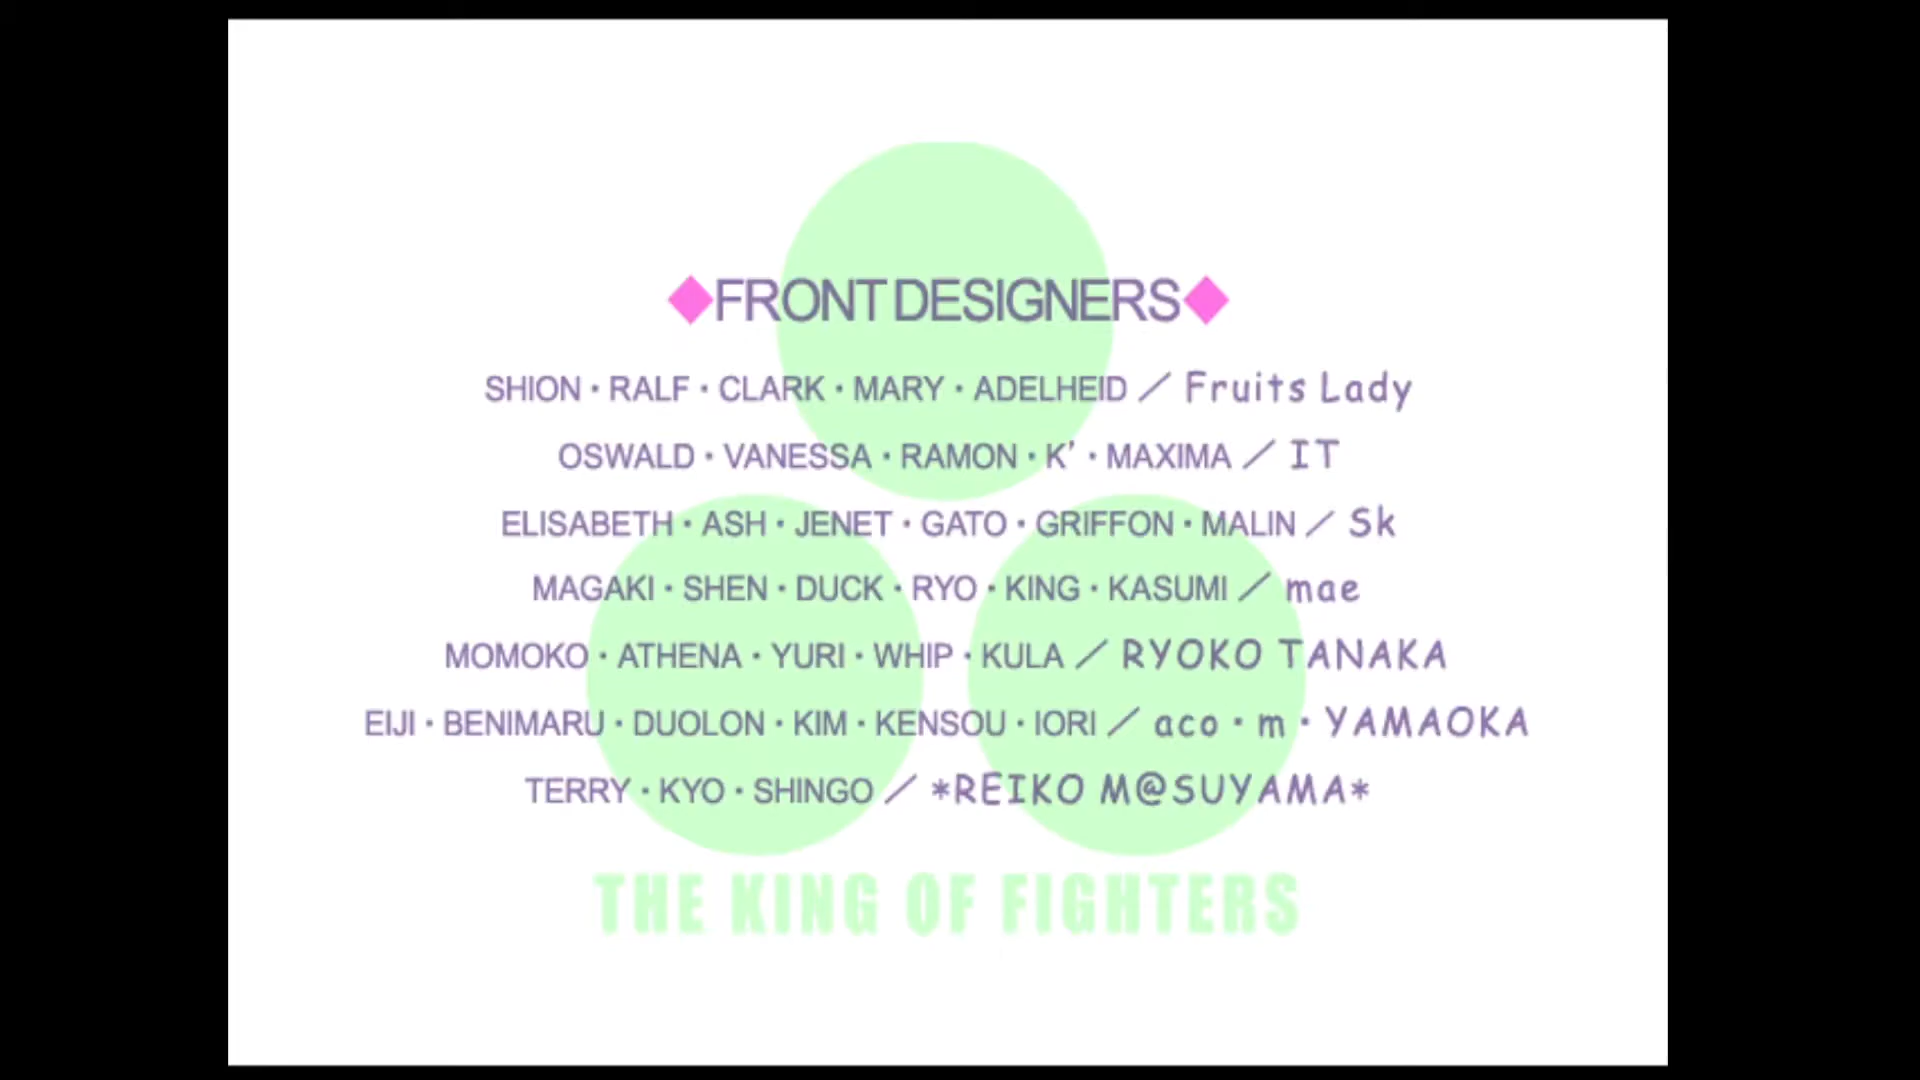 ◆FRONT DESIGNERS◆
SHION・RALF・CLARK・MARY・ADELHEID／Fruits Lady
OSWALD・VANESSA・RAMON・K'・MAXIMA／IT
ELISABETH・ASH・JENET・GATO・GRIFFON・MALIN／Sk
MAGAKI・SHEN・DUCK・RYO・KING・KASUMI／mae
MOMOKO・ATHENA・YURI・WHIP・KULA／RYOKO TANAKA
EIJI・BENIMARU・DUOLON・KIM・KENSOU・IORI／aco・m・YAMAOKA
TERRY・KYO・SHINGO／*REIKO M@SUYAMA*
THE KING OF FIGHTERS